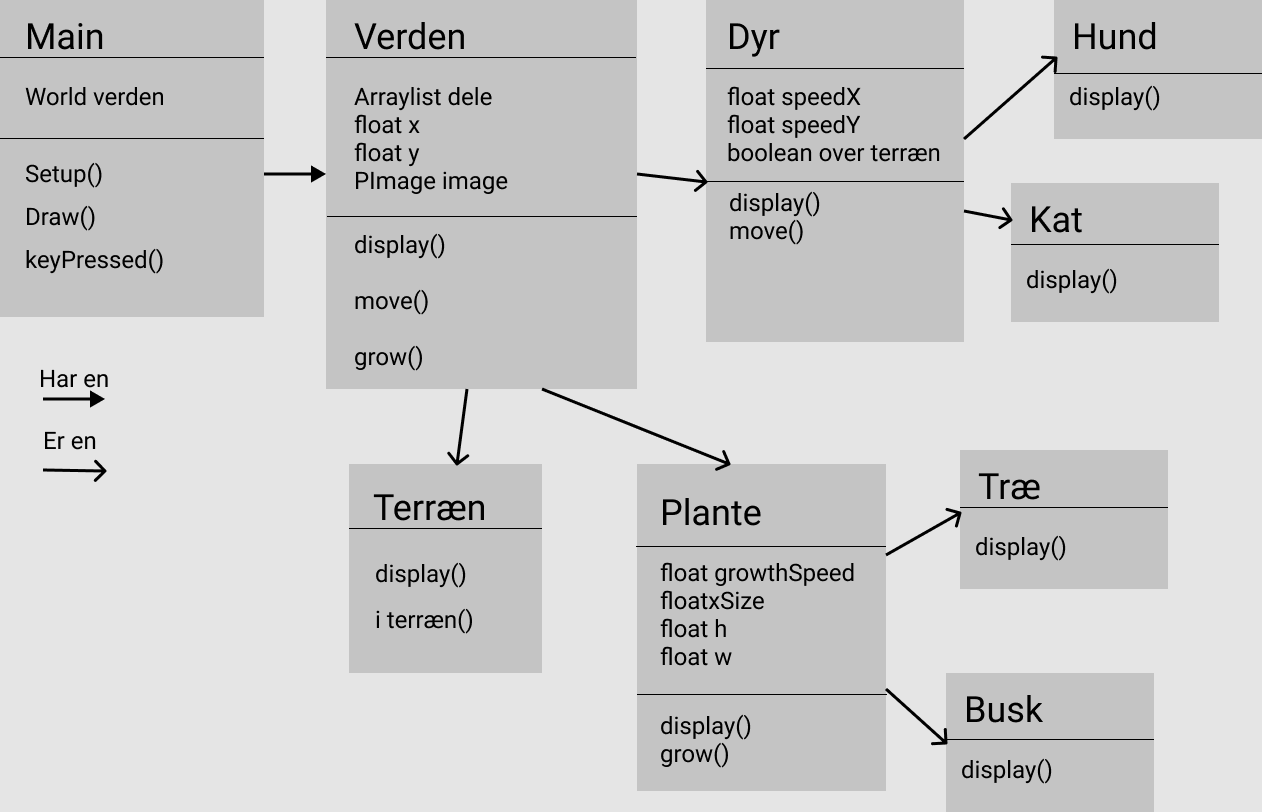 Main
World verden
Setup()
Draw()
keyPressed()
Har en
Er en
Verden
Arraylist dele
float x
float y
PImage image
display()
move()
grow()
Dyr
float speedX
float speedY
boolean over terræn
display()
move()
Hund
display()
Kat
display()
Terræn
display()
i terræn()
Plante
float growthSpeed
floatxSize
float h
float w
display()
grow()
Træ
display()
Busk
display()